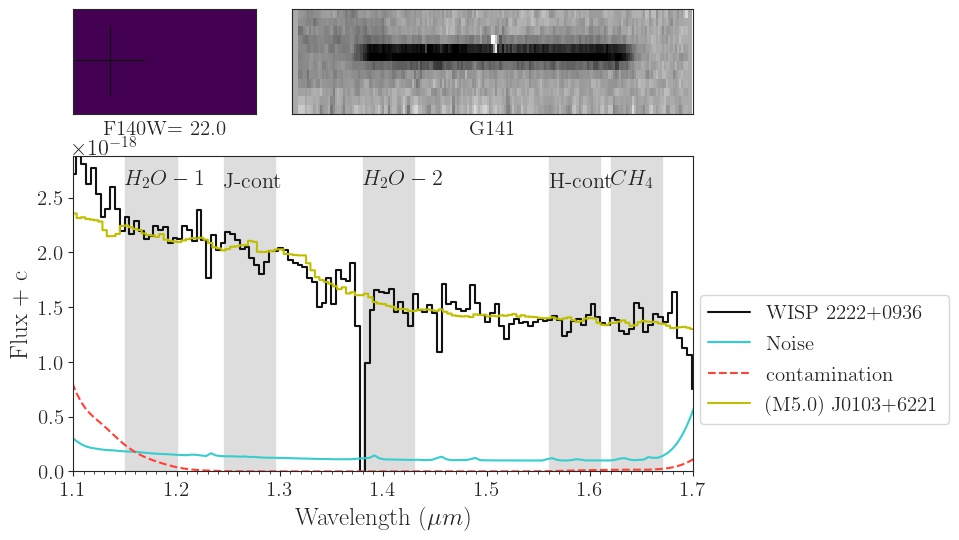 F140W= 22.0
G141
×10⁻¹⁸
H₂O − 1
J-cont
H₂O − 2
H-cont
CH₄
2.5
2.0
1.5
1.0
0.5
0.0
Flux + c
1.1
1.2
1.3
1.4
1.5
1.6
1.7
Wavelength (μm)
WISP 2222+0936
Noise
contamination
(M5.0) J0103+6221